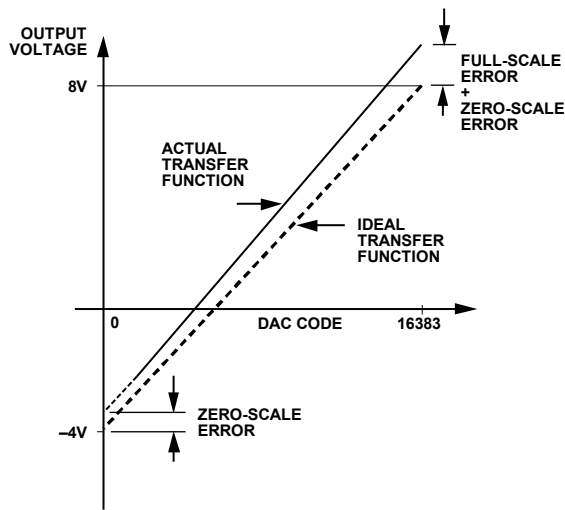 OUTPUT
VOLTAGE
8V
FULL-SCALE
ERROR
+
ZERO-SCALE
ERROR
ACTUAL
TRANSFER
FUNCTION
IDEAL
TRANSFER
FUNCTION
0
DAC CODE
16383
ZERO-SCALE
ERROR
–4V